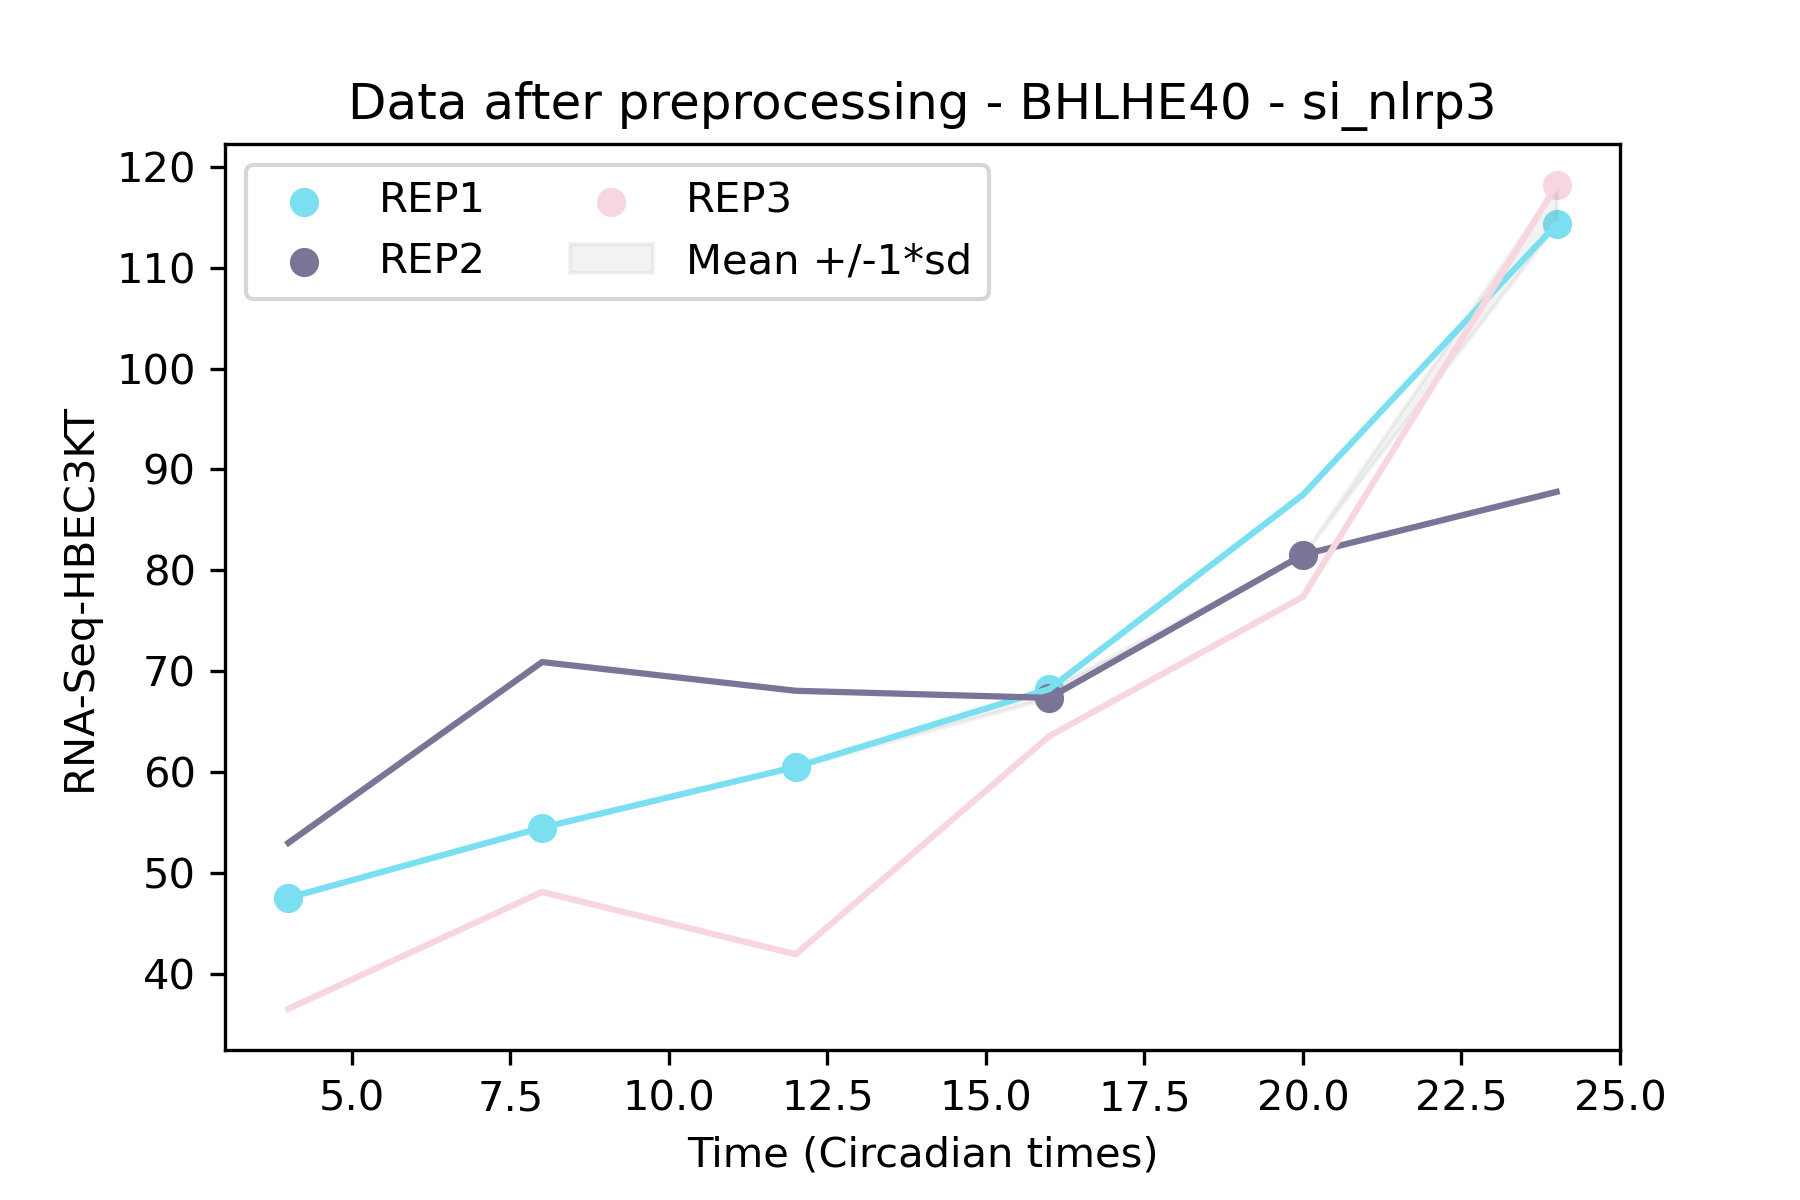 Data after preprocessing - BHLHE40 - si_nlrp3
REP1
REP2
REP3
Mean +/-1*sd
RNA-Seq-HBEC3KT
120
110
100
90
80
70
60
50
40
5.0 7.5 10.0 12.5 15.0 17.5 20.0 22.5 25.0
Time (Circadian times)